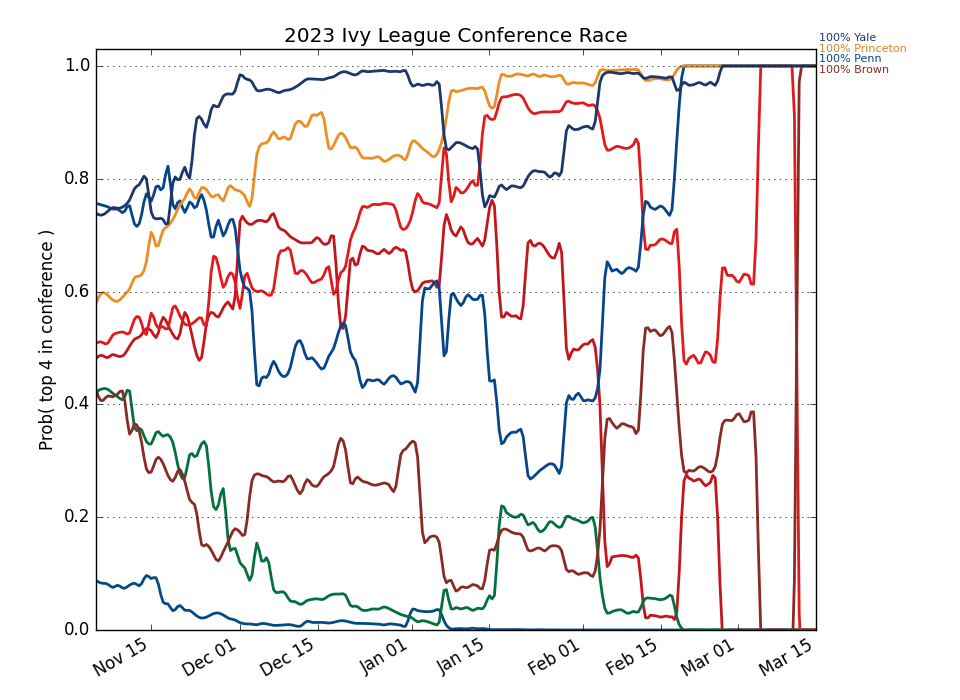 2023 Ivy League Conference Race
100% Yale
100% Princeton
100% Penn
100% Brown
Prob( top 4 in conference )
1.0
0.8
0.6
0.4
0.2
0.0
Nov 15
Dec 01
Dec 15
Jan 01
Jan 15
Feb 01
Feb 15
Mar 01
Mar 15